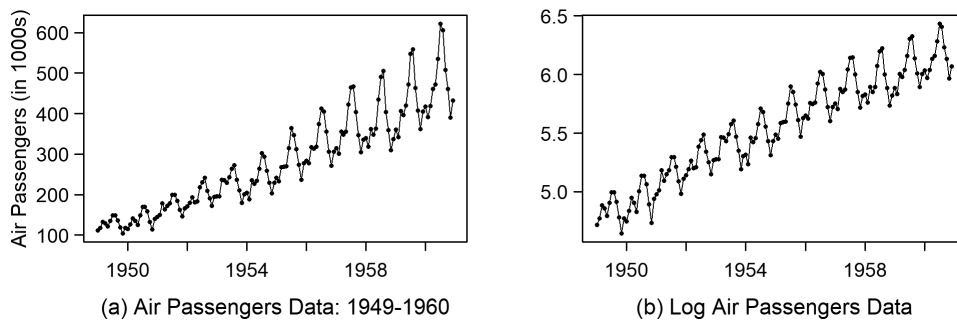 Air Passengers (in 1000s)
600
500
400
300
200
100
1950 1954 1958
(a) Air Passengers Data: 1949-1960
6.5
6.0
5.5
5.0
1950 1954 1958
(b) Log Air Passengers Data